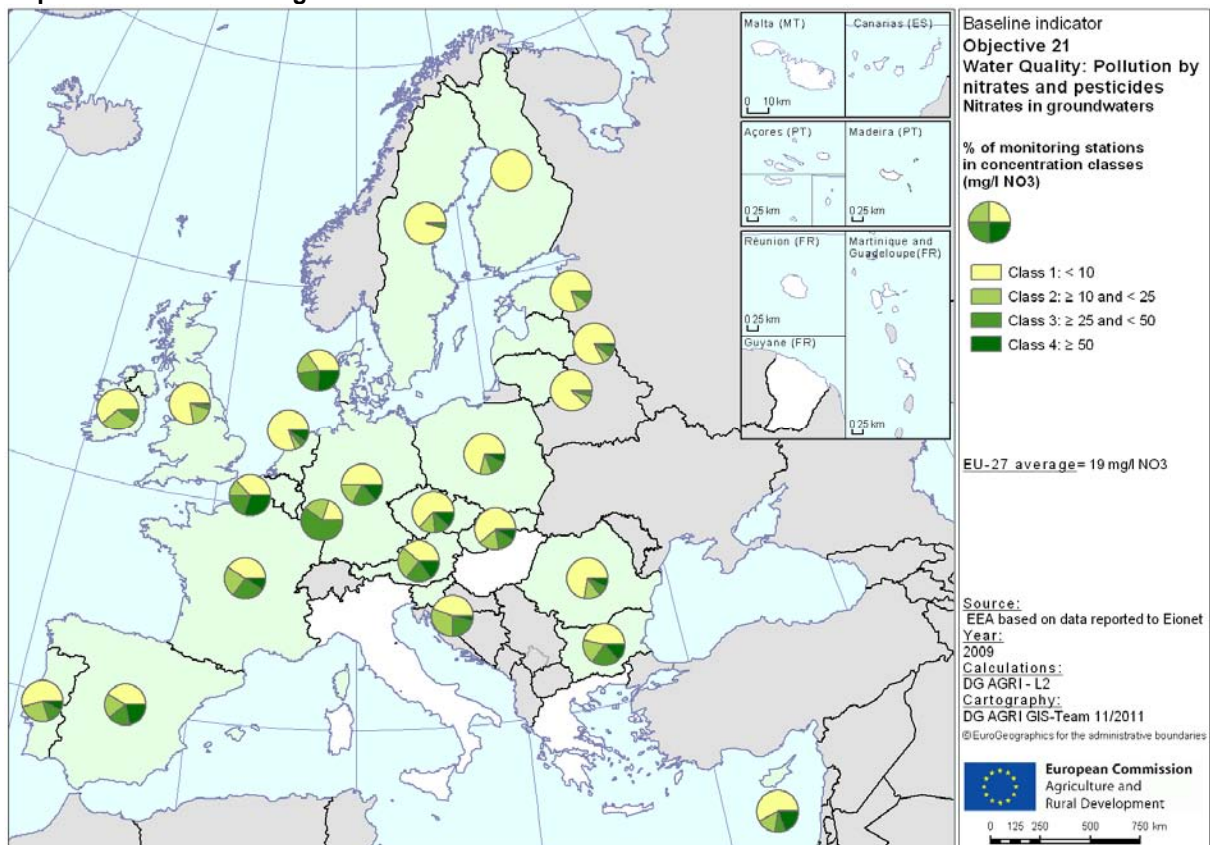 Malta (MT)
Canarias (ES)
0 10 km
Açores (PT)
Madeira (PT)
0 25 km
0 25 km
Réunion (FR)
Martinique and
Guadeloupe(FR)
0 25 km
Guyane (FR)
0 25 km
Baseline indicator
Objective 21
Water Quality: Pollution by
nitrates and pesticides
Nitrates in groundwaters
% of monitoring stations
in concentration classes
(mg/l NO3)
Class 1: < 10
Class 2: ≥ 10 and < 25
Class 3: ≥ 25 and < 50
Class 4: ≥ 50
EU-27 average= 19 mg/l NO3
Source:
EEA based on data reported to Eionet
Year:
2009
Calculations:
DG AGRI - L2
Cartography:
DG AGRI GIS-Team 11/2011
©EuroGeographics for the administrative boundaries
European Commission
Agriculture and
Rural Development
0 125 250 500 750 km